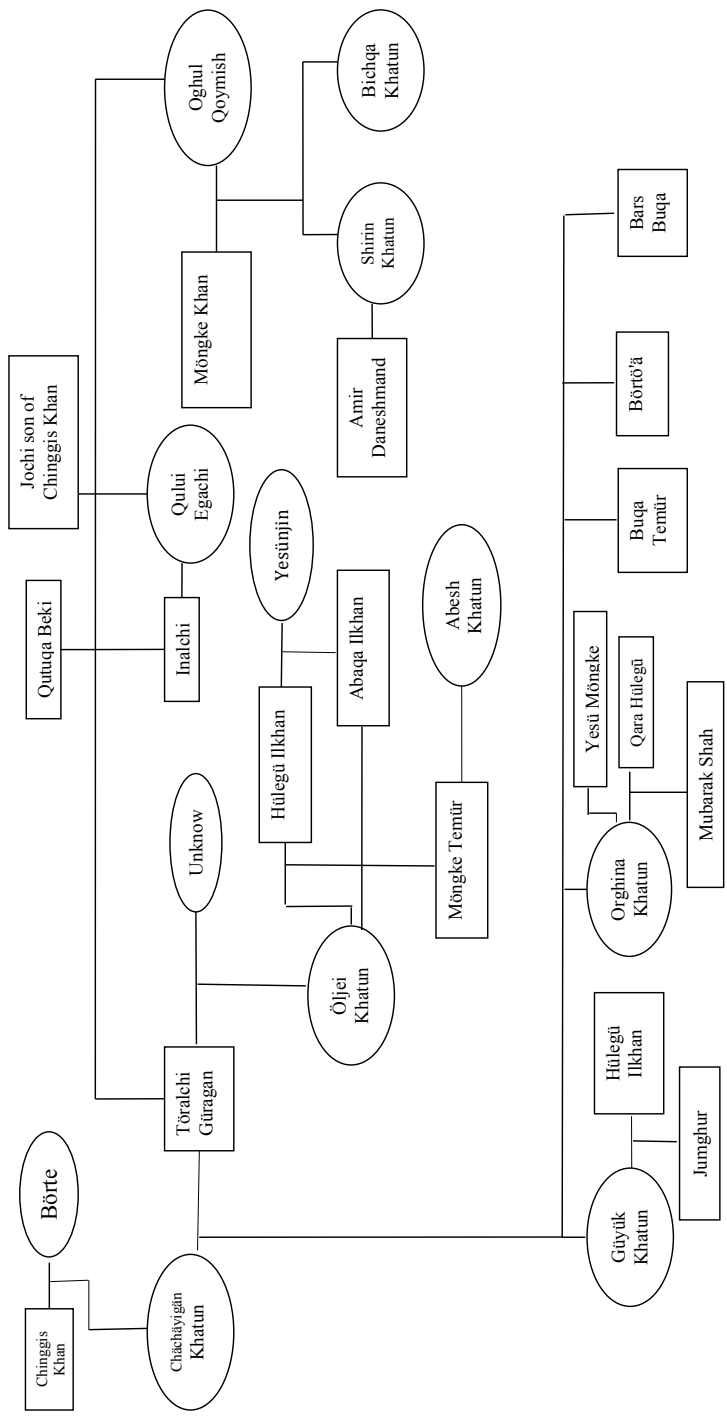 Chinggis
Khan
Börte
Chächäyigän
Khatun
Qutuqa Beki
Jochi son of
Chinggis Khan
Töralchi
Güragan
Unknow
Inalchi
Qului
Egachi
Möngke Khan
Oghul
Qoymish
Öljei
Khatun
Hülegü Ilkhan
Yesünjin
Abaqa Ilkhan
Möngke Temür
Abesh
Khatun
Amir
Daneshmand
Shirin
Khatun
Bichqa
Khatun
Güyük
Khatun
Hülegü
Ilkhan
Jumghur
Orghina
Khatun
Yesü Möngke
Qara Hülegü
Mubarak Shah
Buqa
Temür
Börtö'ä
Bars
Buqa